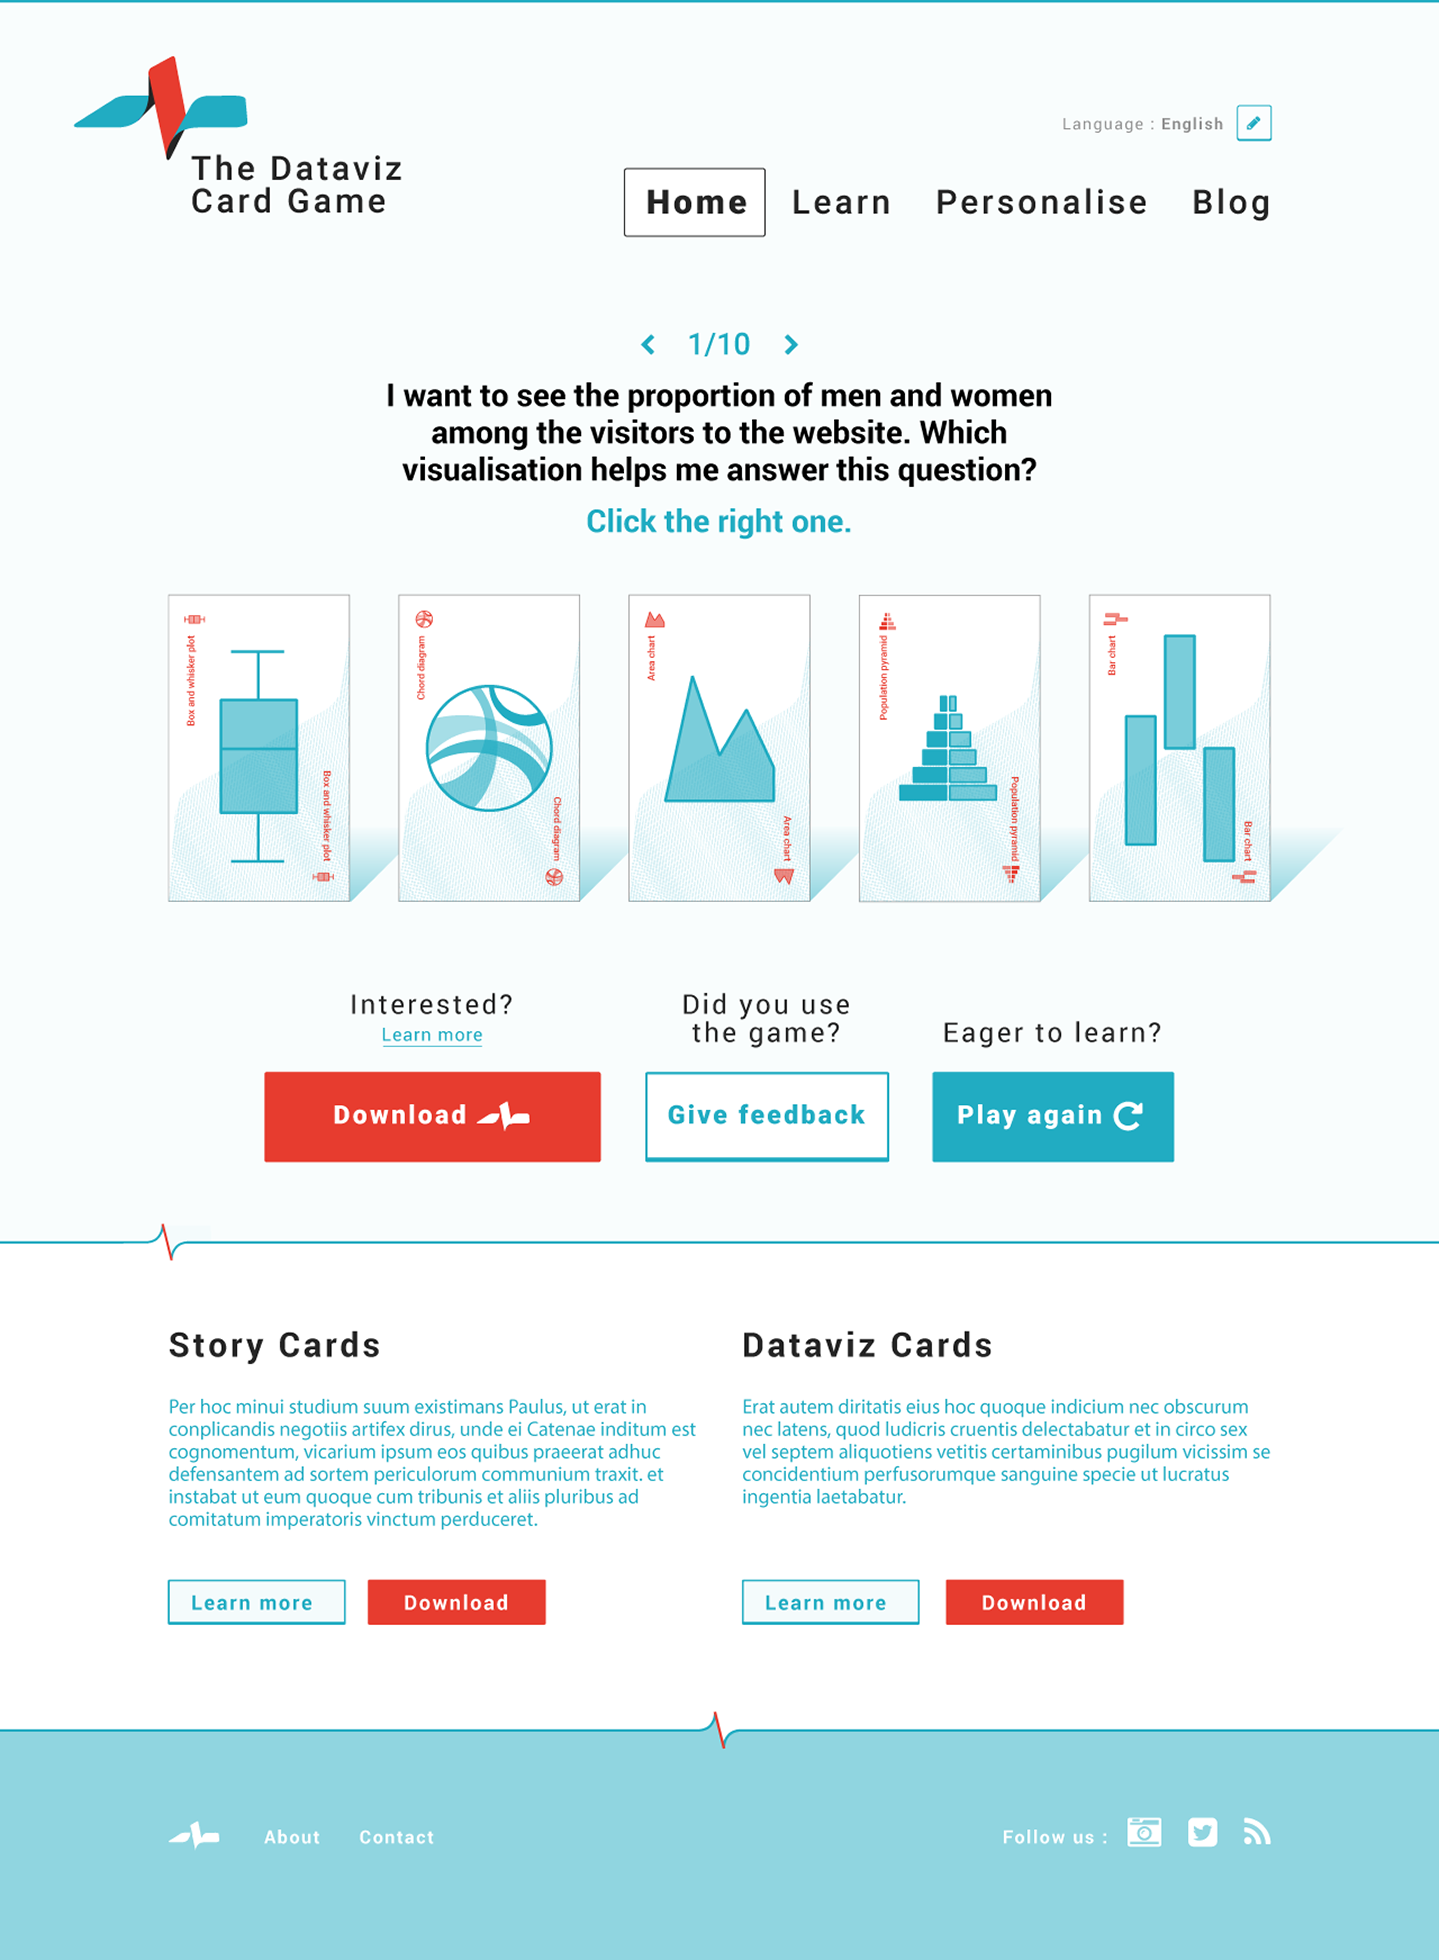 The Dataviz
Card Game
Language : English
Home Learn Personalise Blog
1/10
I want to see the proportion of men and women
among the visitors to the website. Which
visualisation helps me answer this question?
Click the right one.
Box and whisker plot
Box and whisker plot
Chord diagram
Chord diagram
Area chart
Area chart
Population pyramid
Population pyramid
Bar chart
Bar chart
Interested?
Learn more
Download
Did you use
the game?
Give feedback
Eager to learn?
Play again
Story Cards
Per hoc minui studium suum existimans Paulus, ut erat in
conplicandis negotiis artifex dirus, unde ei Catenae inditum est
cognomentum, vicarium ipsum eos quibus praeerat adhuc
defensantem ad sortem periculorum communium traxit. et
instabat ut eum quoque cum tribunis et aliis pluribus ad
comitatum imperatoris vinctum perduceret.
Learn more Download
Dataviz Cards
Erat autem diritatis eius hoc quoque indicium nec obscurum
nec latens, quod ludicris cruentis delectabatur et in circo sex
vel septem aliquotiens vetitis certaminibus pugilum vicissim se
concidentium perfusorumque sanguine specie ut lucratus
ingentia laetabatur.
Learn more Download
About Contact
Follow us :